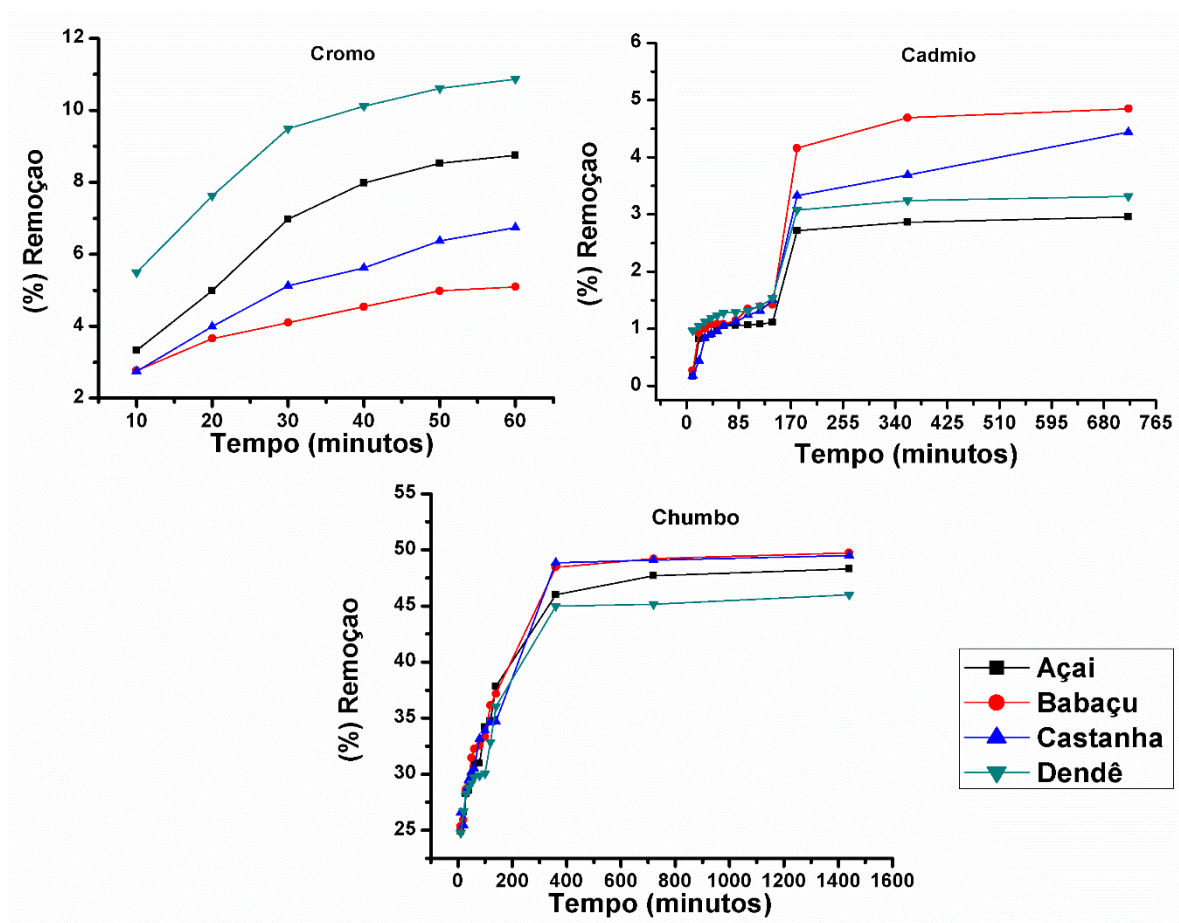 Cromo
12
10
8
6
4
2
(%) Remoçao
10 20 30 40 50 60
Tempo (minutos)
Cadmio
6
5
4
3
2
1
0
(%) Remoçao
0 85 170 255 340 425 510 595 680 765
Tempo (minutos)
Chumbo
55
50
45
40
35
30
25
(%) Remoçao
0 200 400 600 800 1000 1200 1400 1600
Tempo (minutos)
Açai
Babaçu
Castanha
Dendê